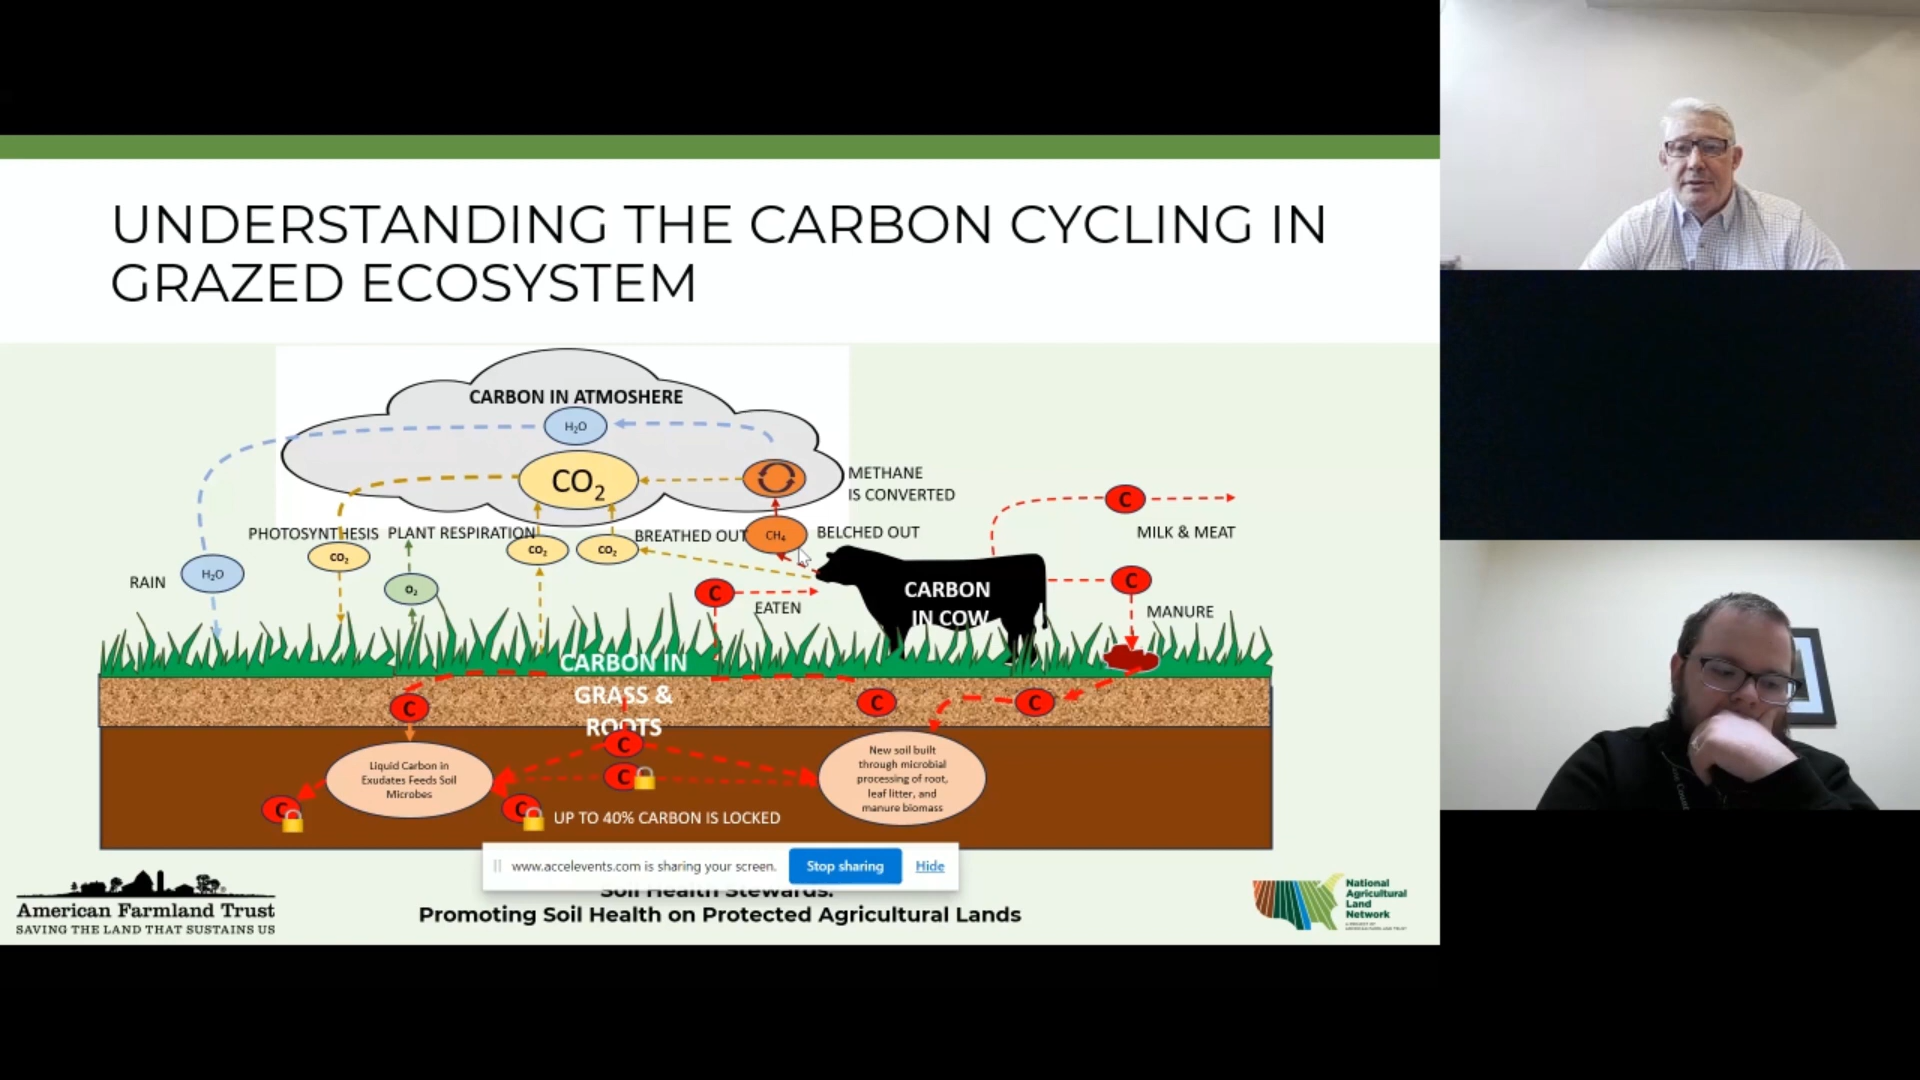 UNDERSTANDING THE CARBON CYCLING IN
GRAZED ECOSYSTEM
CARBON IN ATMOSHERE
H₂O
CO₂
METHANE
IS CONVERTED
C
MILK & MEAT
PHOTOSYNTHESIS
PLANT RESPIRATION
BREATHED OUT
CH₄
BELCHED OUT
CO₂
CO₂
CO₂
RAIN
H₂O
O₂
C
EATEN
CARBON
IN COW
C
MANURE
CARBON IN
GRASS &
ROOTS
C
C
C
C
C
Liquid Carbon in
Exudates Feeds Soil
Microbes
New soil built
through microbial
processing of root,
leaf litter, and
manure biomass
C
C
UP TO 40% CARBON IS LOCKED
www.accelevents.com is sharing your screen.
Stop sharing
Hide
Soil Health Stewards:
Promoting Soil Health on Protected Agricultural Lands
American Farmland Trust
SAVING THE LAND THAT SUSTAINS US
National
Agricultural
Land
Network